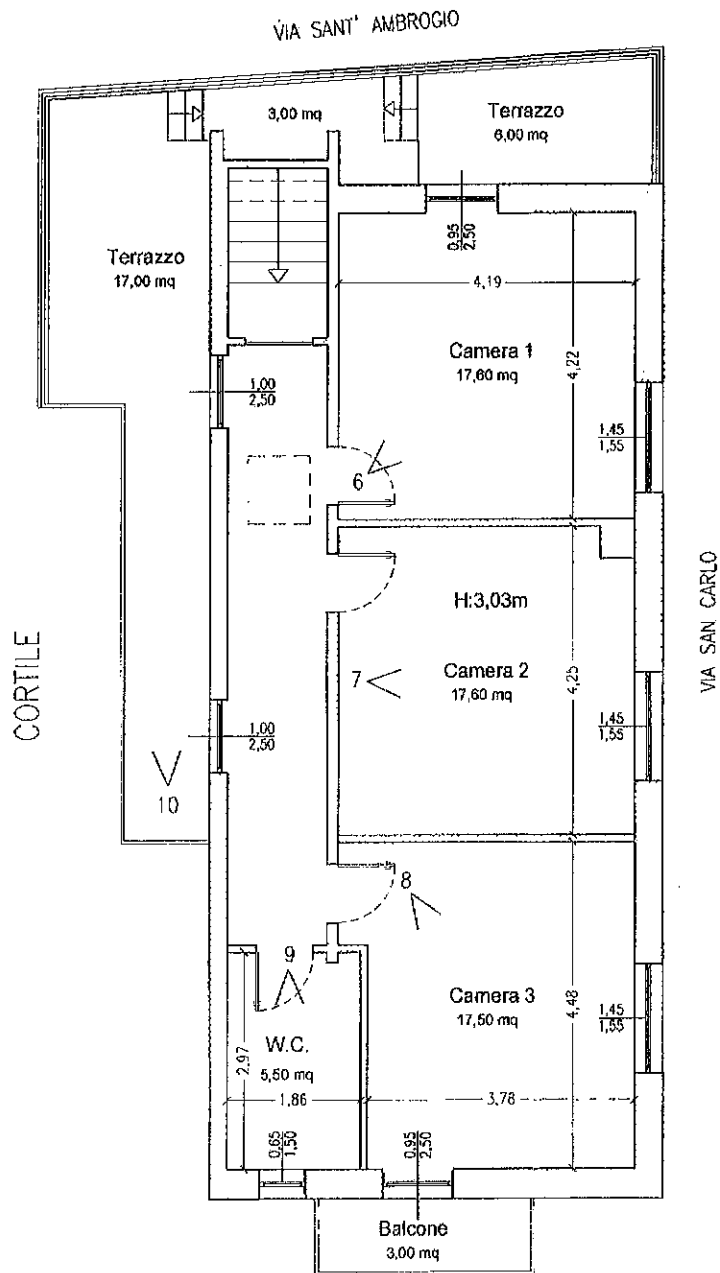 VIA SANT' AMBROGIO
3,00 mq
Terrazzo
6,00 mq
Terrazzo
17,00 mq
0,95
2,50
4,19
Camera 1
17,60 mq
4,22
1,00
2,50
1,45
1,55
6
H:3,03m
Camera 2
17,60 mq
4,25
7
1,45
1,55
VIA SAN CARLO
CORTILE
1,00
2,50
10
8
9
Camera 3
17,50 mq
4,48
1,45
1,55
W.C.
5,50 mq
2,97
1,86
3,78
0,65
1,50
0,95
2,50
Balcone
3,00 mq